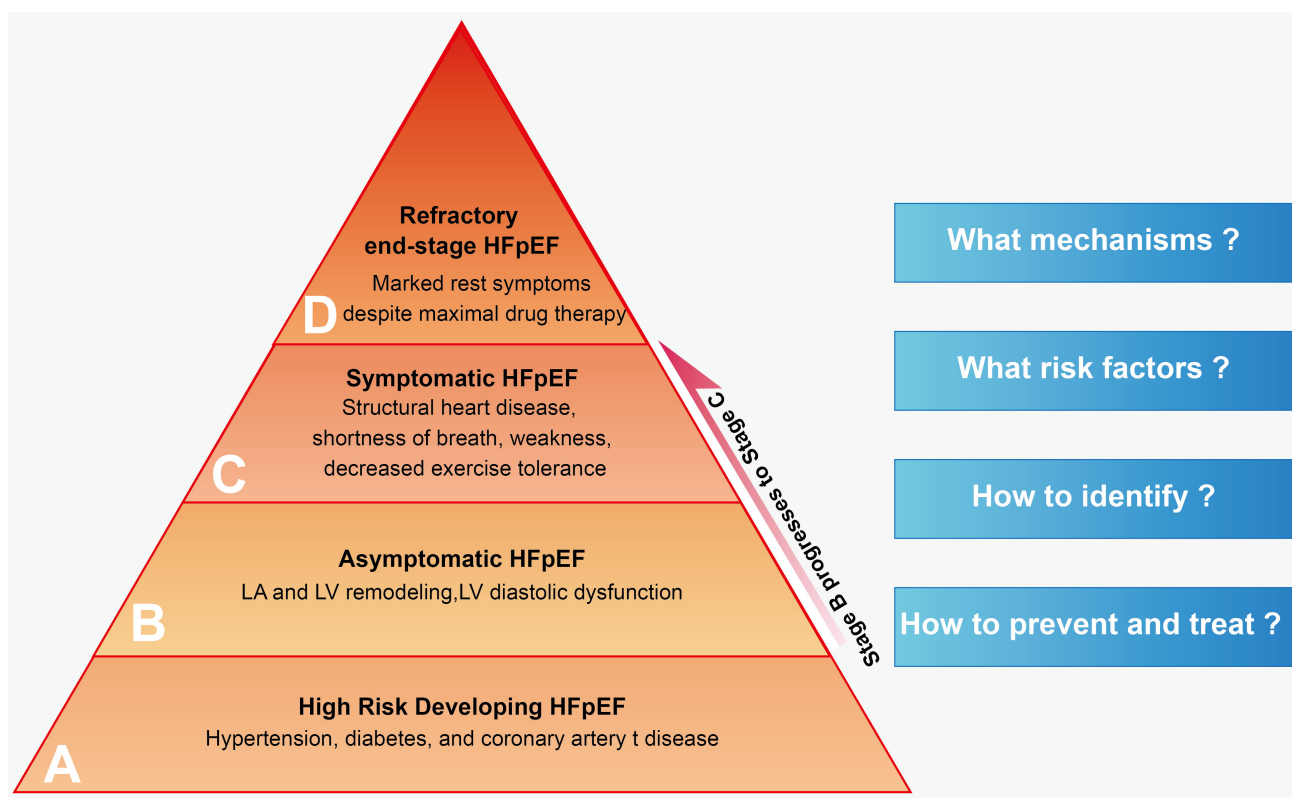 Refractory
end-stage HFpEF
Marked rest symptoms
despite maximal drug therapy
D
Symptomatic HFpEF
Structural heart disease,
shortness of breath, weakness,
decreased exercise tolerance
C
Asymptomatic HFpEF
LA and LV remodeling,LV diastolic dysfunction
B
High Risk Developing HFpEF
Hypertension, diabetes, and coronary artery t disease
A
Stage B progresses to Stage C
What mechanisms ?
What risk factors ?
How to identify ?
How to prevent and treat ?